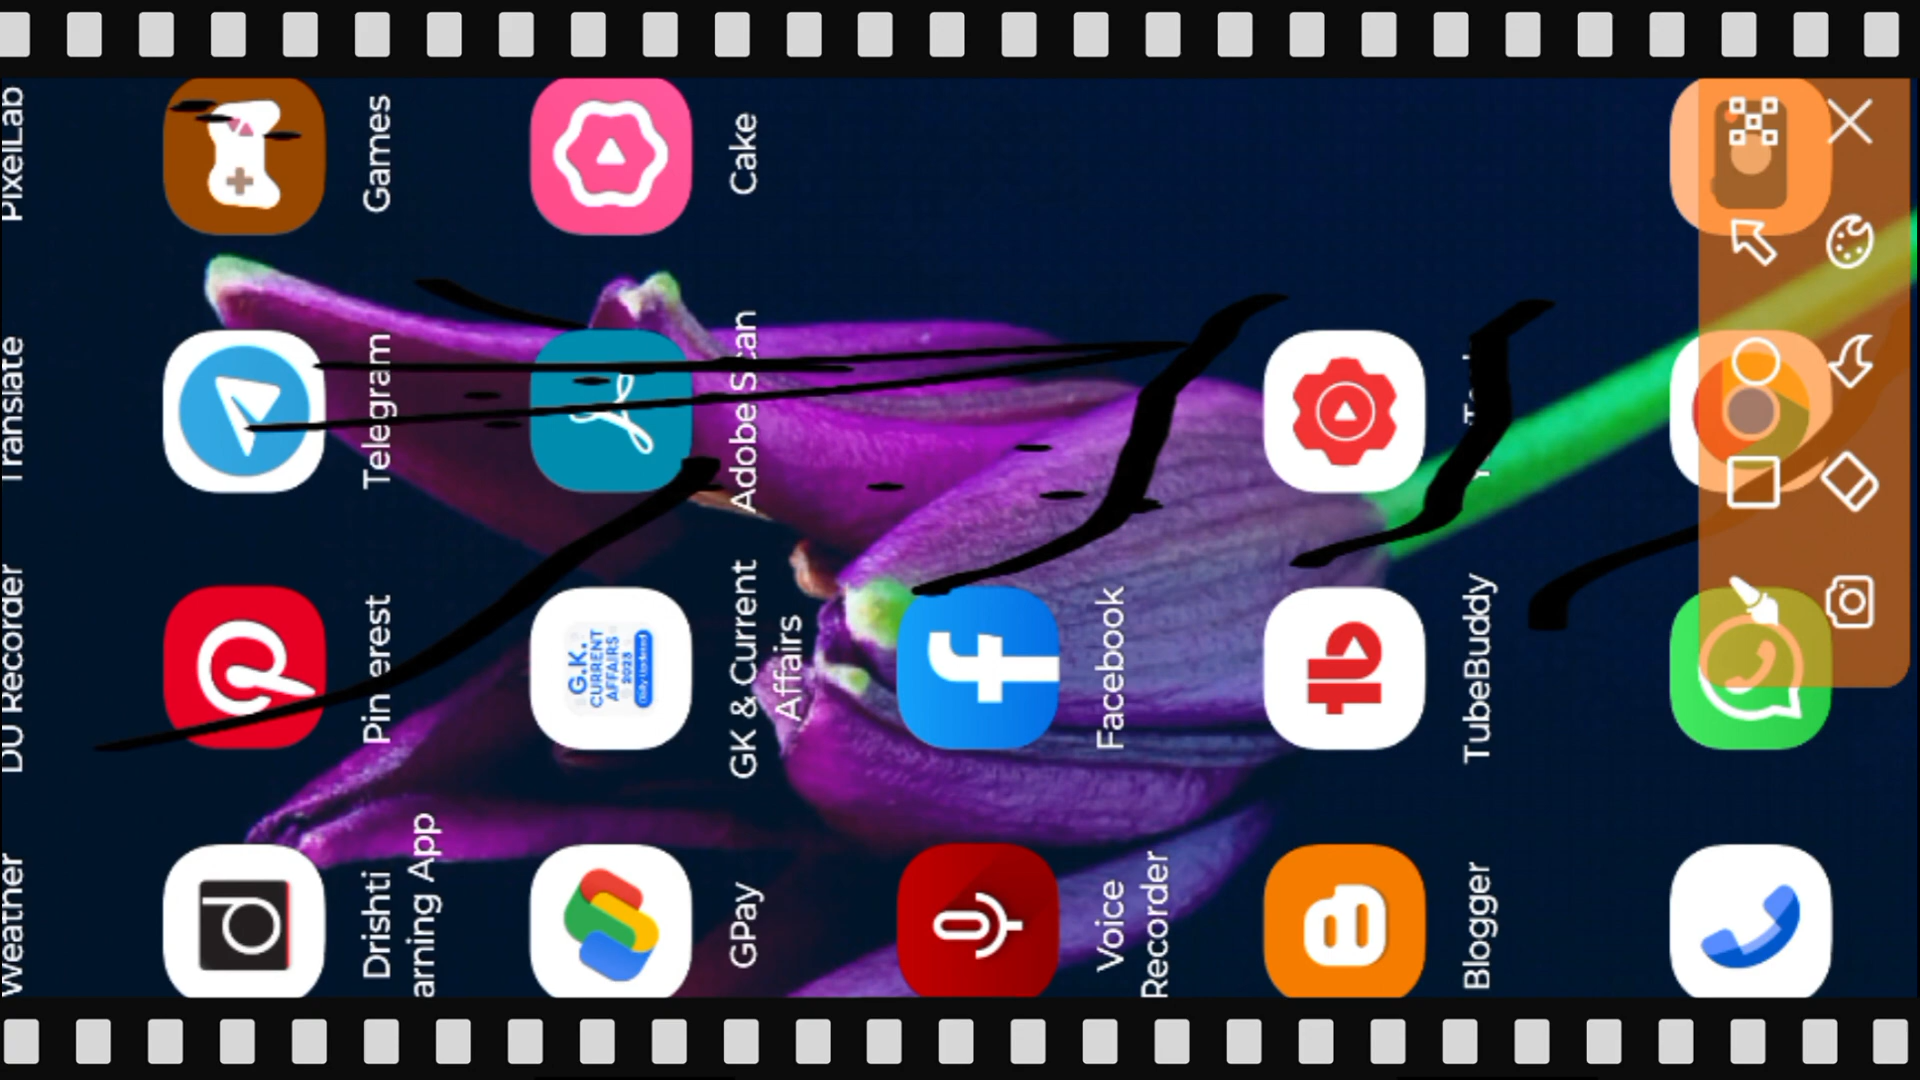 Weather
DU Recorder
Translate
PixelLab
Drishti
arning App
Pinterest
Telegram
Games
G.K.
CURRENT
AFFAIRS
2023
GPay
GK & Current
Affairs
Adobe Scan
Cake
Voice
Recorder
Facebook
Blogger
TubeBuddy